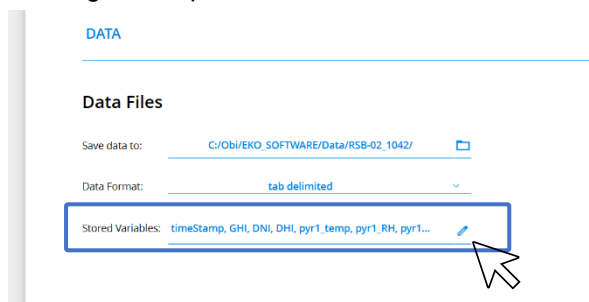 DATA
Data Files
Save data to: C:/Obi/EKO_SOFTWARE/Data/RSB-02_1042/
Data Format: tab delimited
Stored Variables: timeStamp, GHI, DNI, DHI, pyr1_temp, pyr1_RH, pyr1...